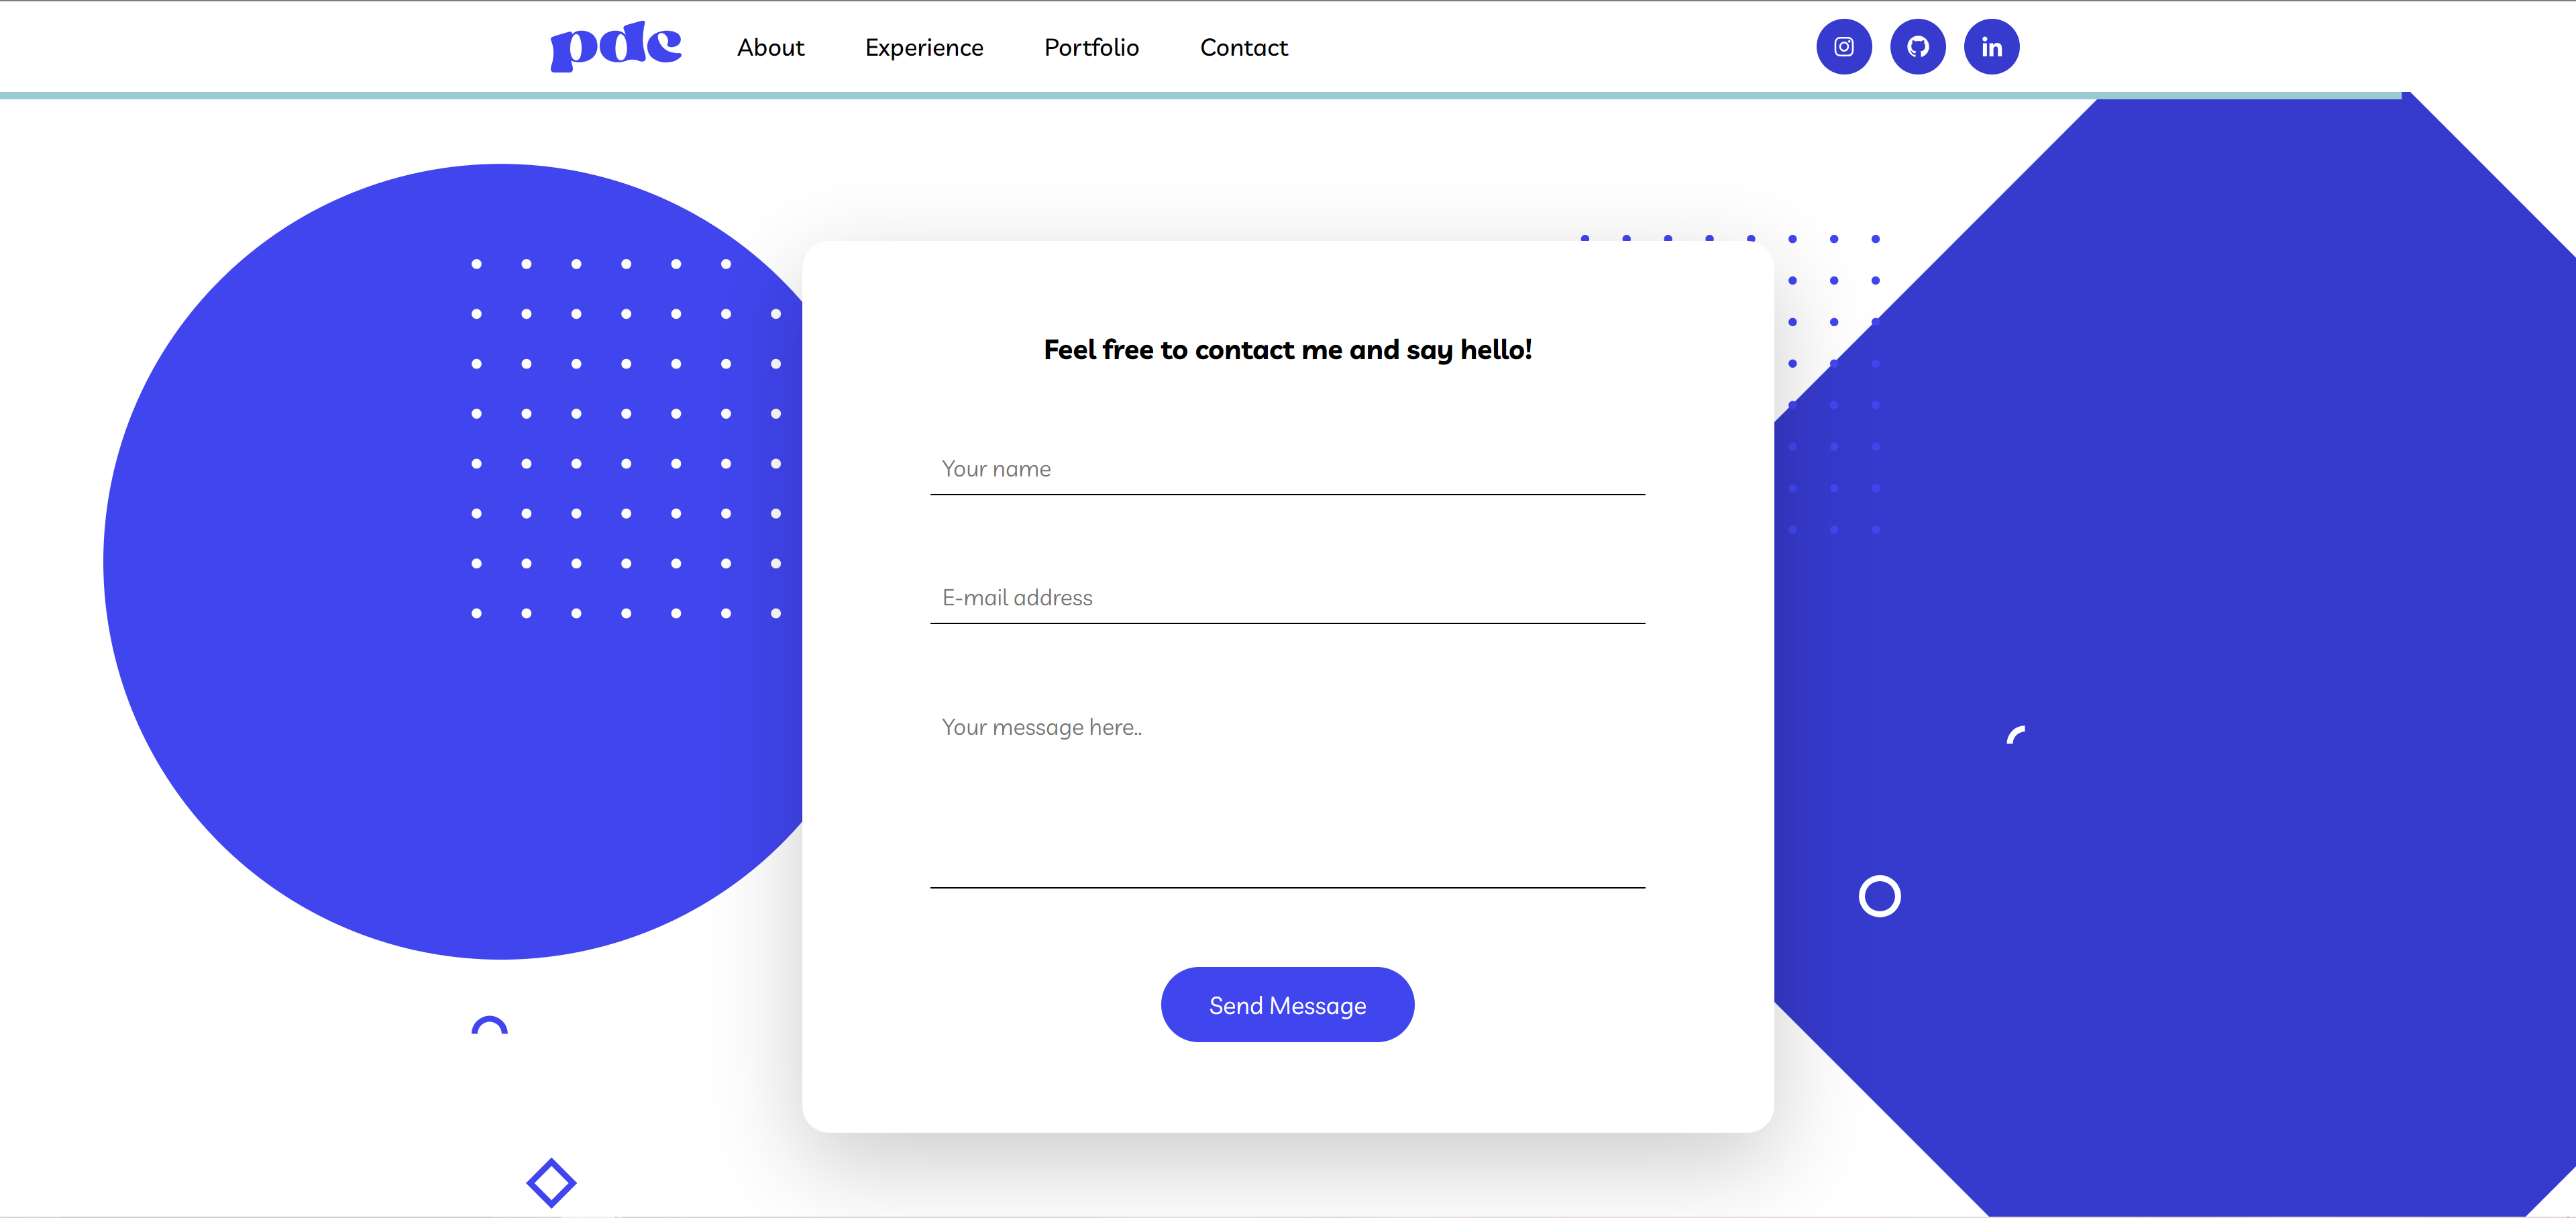 pdc
About
Experience
Portfolio
Contact
in
Feel free to contact me and say hello!
Your name
E-mail address
Your message here..
Send Message